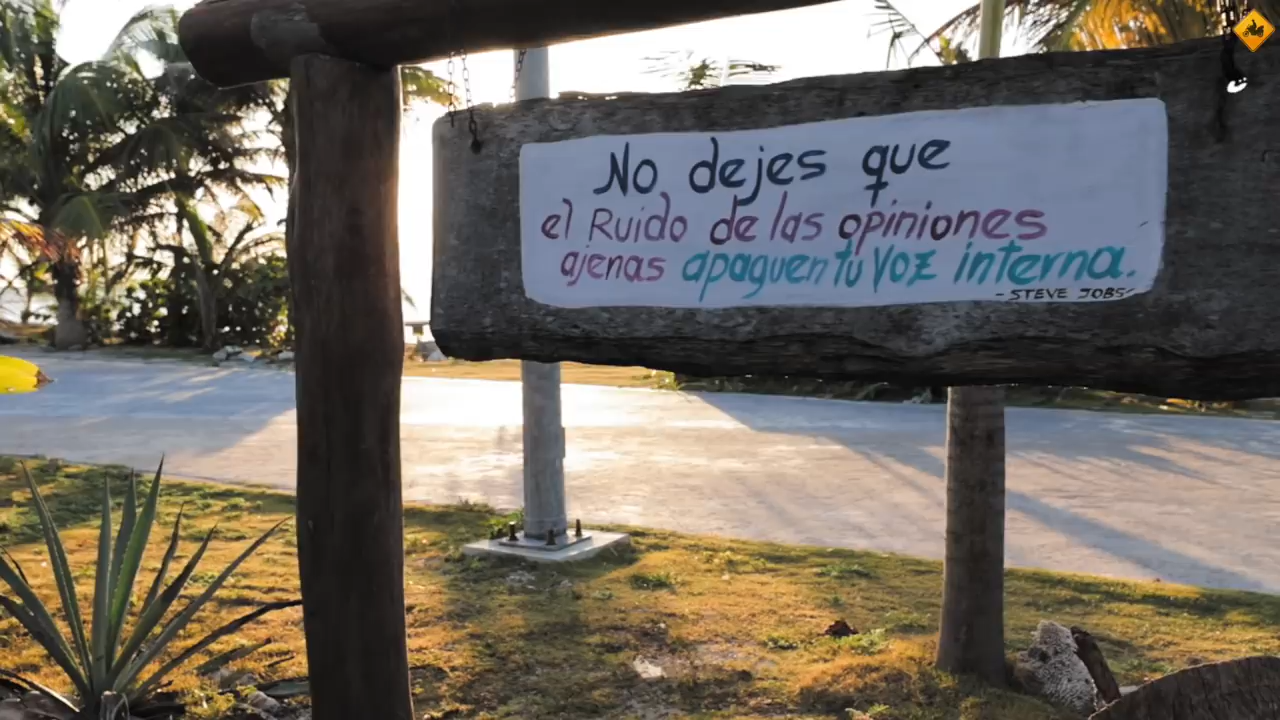 No dejes que
el Ruido de las opiniones
ajenas apaguen tu Voz interna.
- STEVE JOBS